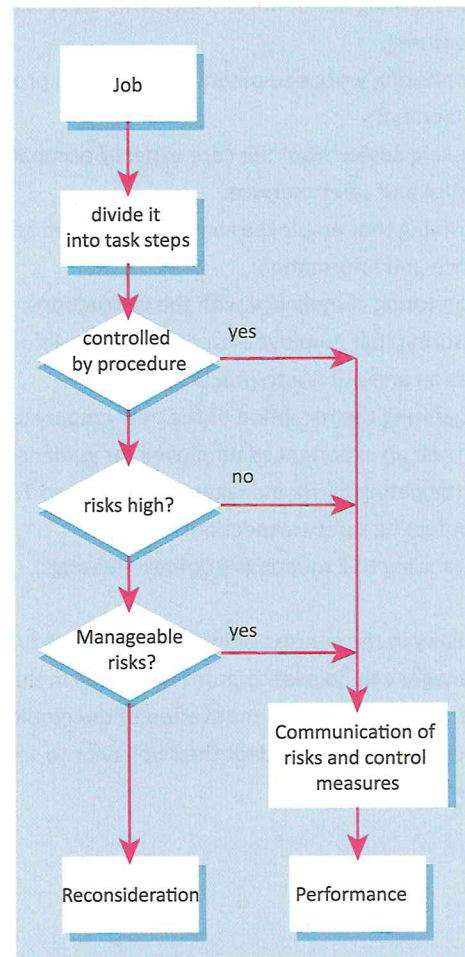 Job
divide it
into task steps
controlled
by procedure
yes
risks high?
no
Manageable
risks?
yes
Communication of
risks and control
measures
Reconsideration
Performance